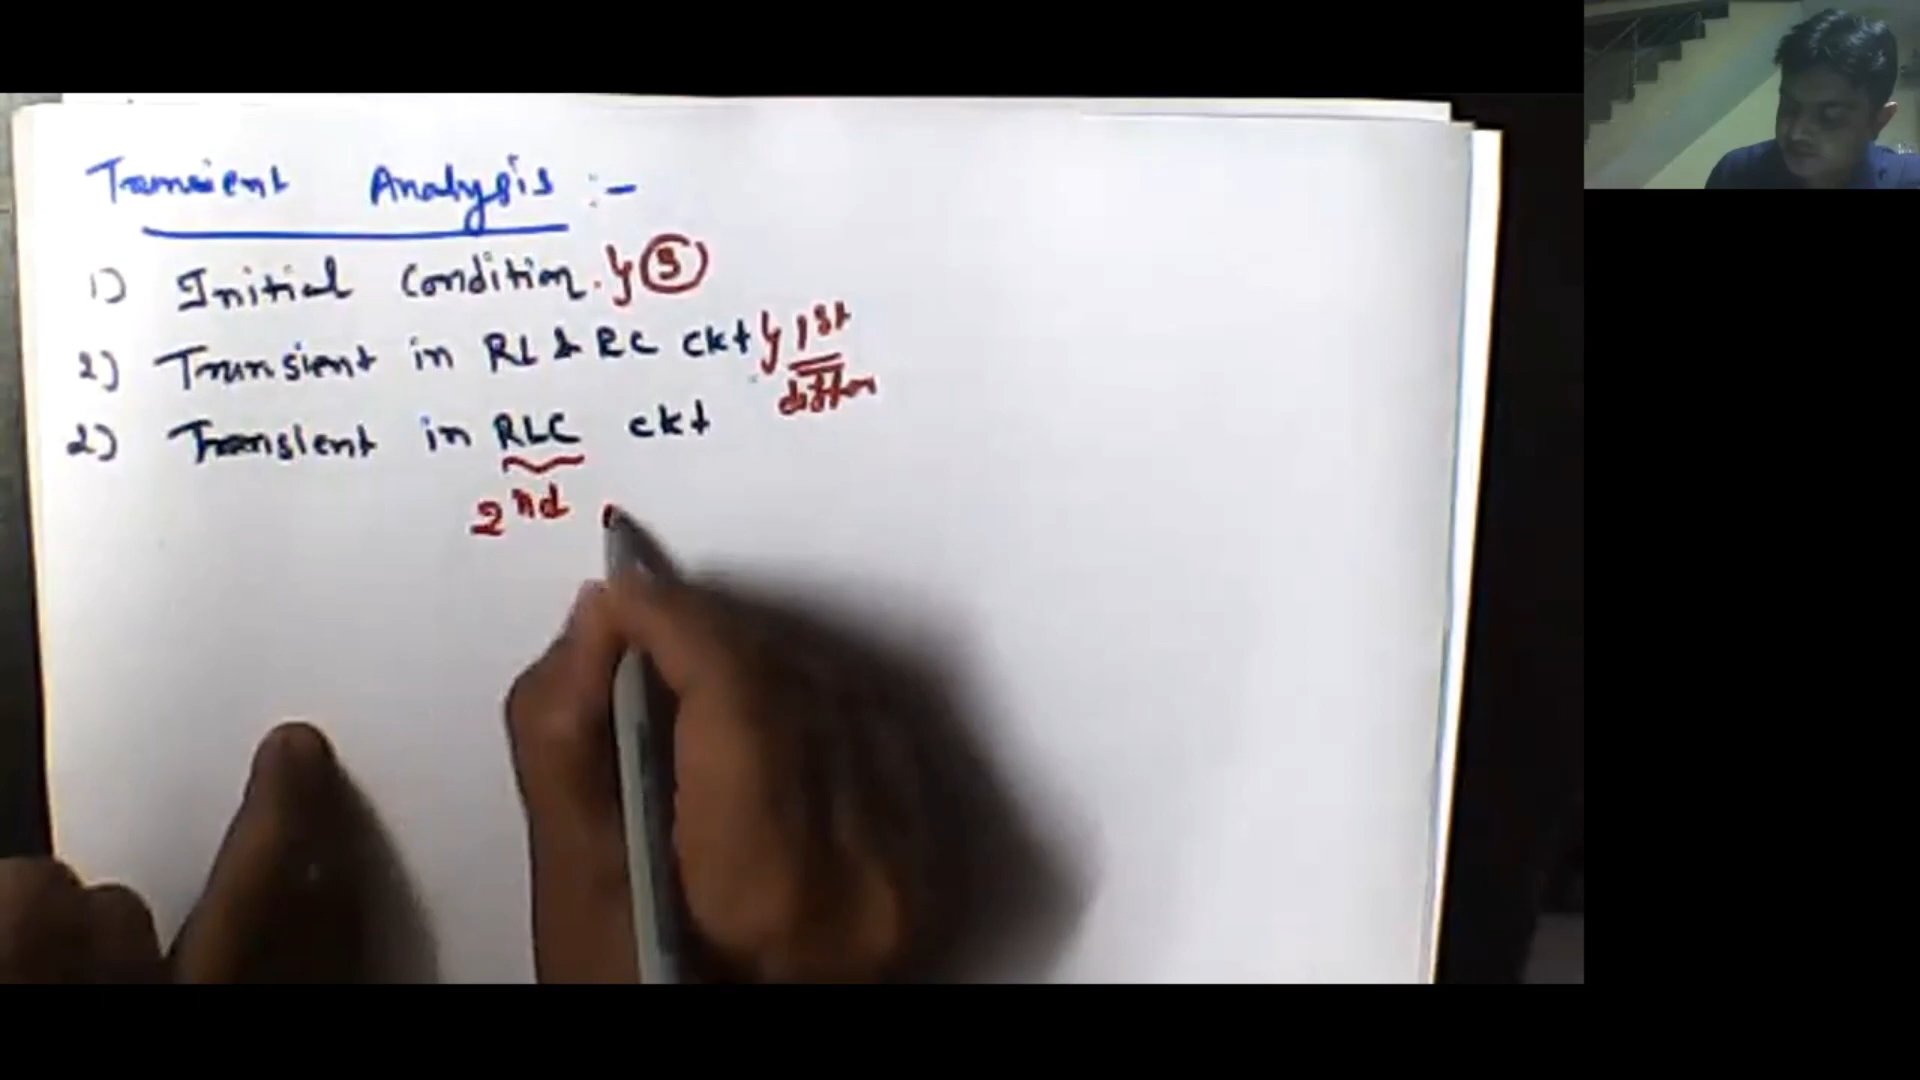 Transient Analysis :-
1) Initial Condition. } 5
2) Transient in RL & RC ckt } 1st
differ
2) Transient in RLC ckt
2nd